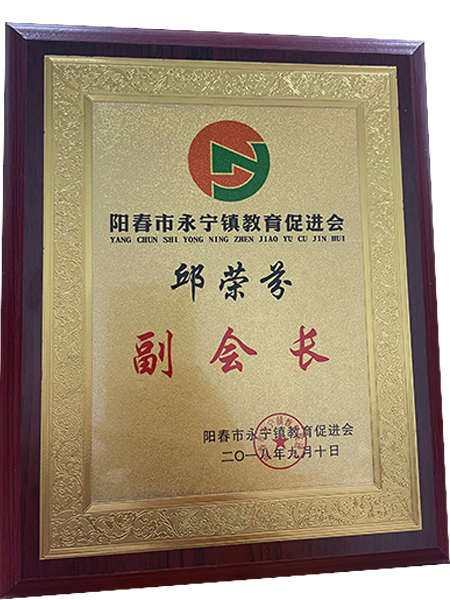 阳春市永宁镇教育促进会
YANG CHUN SHI YONG NING ZHEN JIAO YU CU JIN HUI
邱荣芬
副会长
阳春市永宁镇教育促进会
二〇一八年九月十日